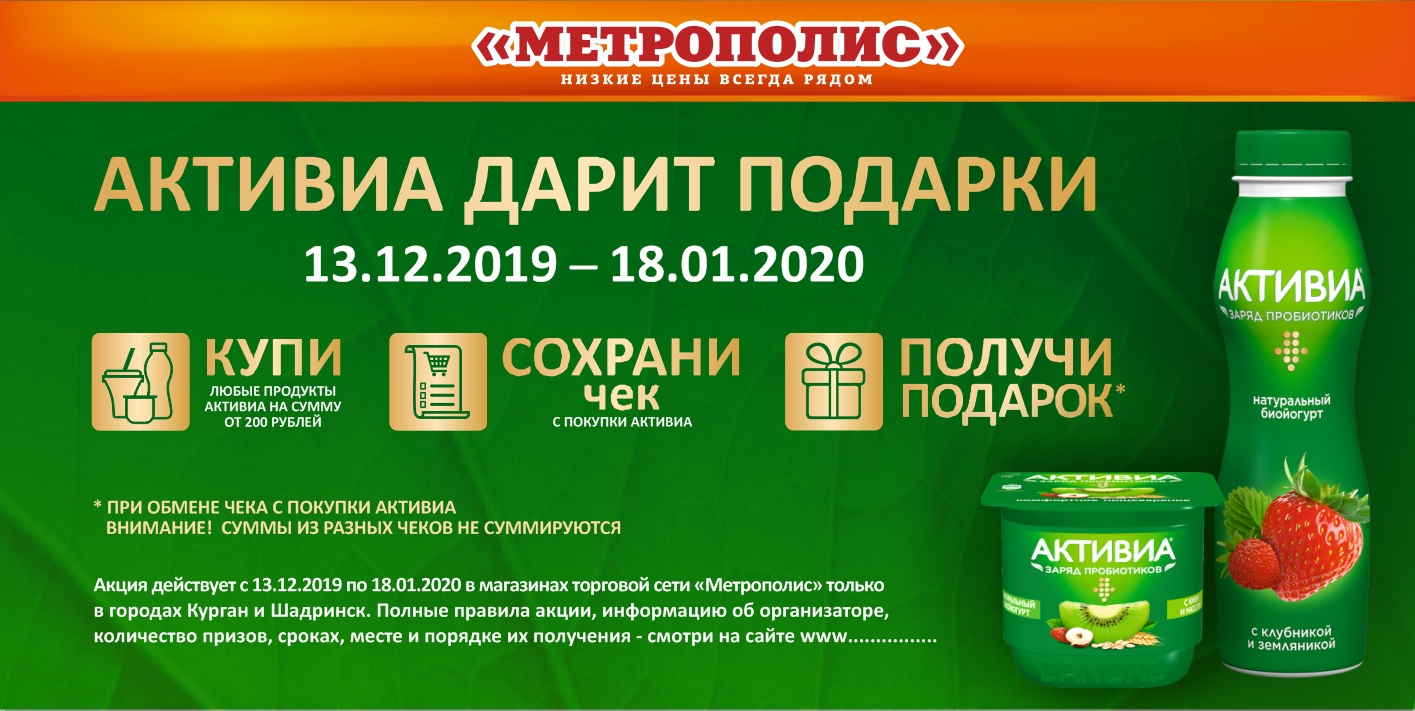 «МЕТРОПОЛИС»
НИЗКИЕ ЦЕНЫ ВСЕГДА РЯДОМ
АКТИВИА ДАРИТ ПОДАРКИ
13.12.2019 – 18.01.2020
КУПИ
ЛЮБЫЕ ПРОДУКТЫ
АКТИВИА НА СУММУ
ОТ 200 РУБЛЕЙ
СОХРАНИ
чек
С ПОКУПКИ АКТИВИА
ПОЛУЧИ
ПОДАРОК*
* ПРИ ОБМЕНЕ ЧЕКА С ПОКУПКИ АКТИВИА
ВНИМАНИЕ! СУММЫ ИЗ РАЗНЫХ ЧЕКОВ НЕ СУММИРУЮТСЯ
Акция действует с 13.12.2019 по 18.01.2020 в магазинах торговой сети «Метрополис» только
в городах Курган и Шадринск. Полные правила акции, информацию об организаторе,
количество призов, сроках, месте и порядке их получения - смотри на сайте www................
АКТИВИА
ЗАРЯД ПРОБИОТИКОВ
натуральный
биойогурт
с клубникой
и земляникой
АКТИВИА
АКТИВИА
ЗАРЯД ПРОБИОТИКОВ